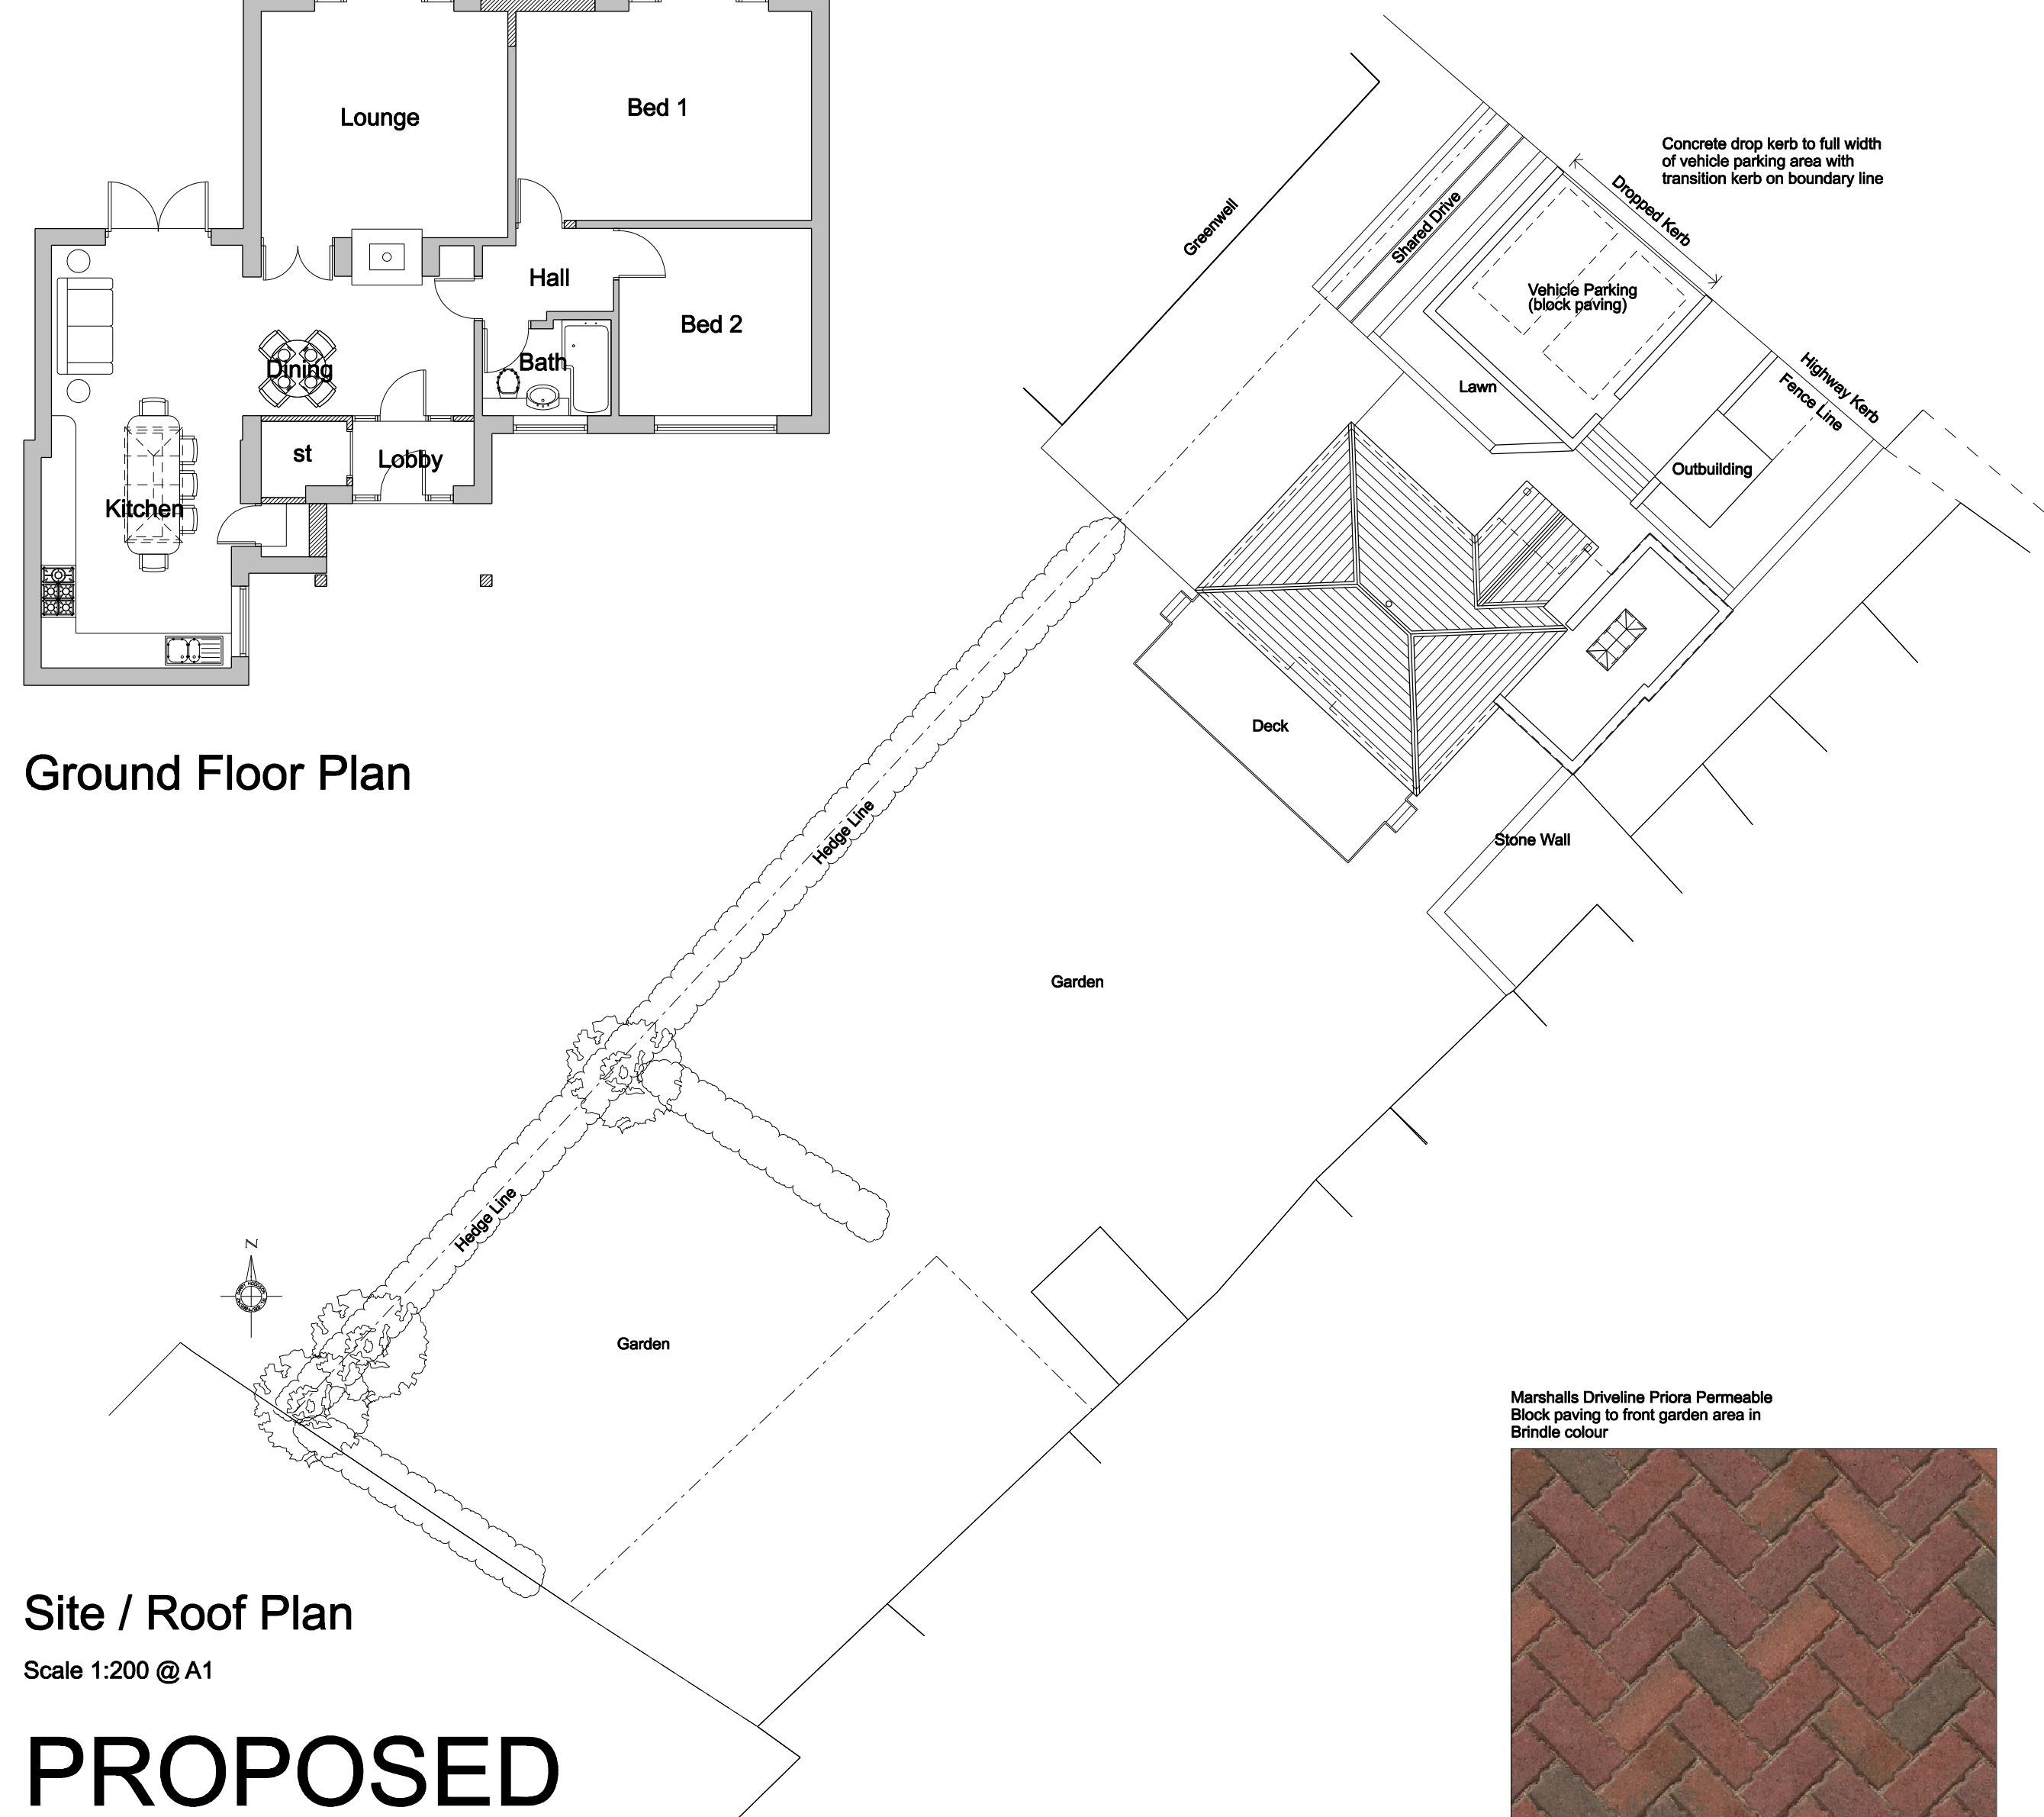 Lounge
Bed 1
Hall
Bed 2
Bath
Dining
st
Lobby
Kitchen
Ground Floor Plan
Greenwell
Shared Drive
Dropped Kerb
Concrete drop kerb to full width
of vehicle parking area with
transition kerb on boundary line
Vehicle Parking
(block paving)
Lawn
Highway Kerb
Fence Line
Outbuilding
Deck
Stone Wall
Hedge Line
Garden
Hedge Line
Garden
N
Marshalls Driveline Priora Permeable
Block paving to front garden area in
Brindle colour
Site / Roof Plan
Scale 1:200 @ A1
PROPOSED